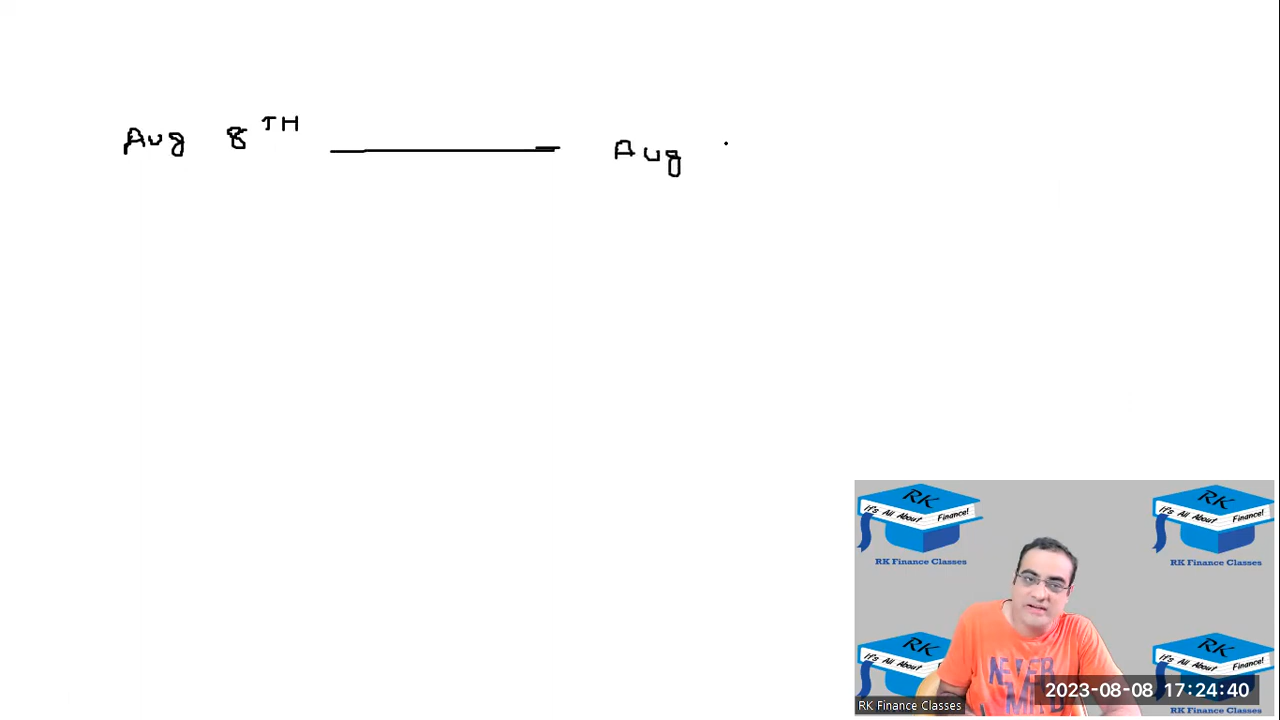 Aug 8TH ———— Aug
RK
It's All About Finance!
RK Finance Classes
RK
It's All About Finance!
RK Finance Classes
RK
It's All About
RK
It's All About Finance!
RK Finance Classes
NEVER
MIND
2023-08-08 17:24:40
RK Finance Classes